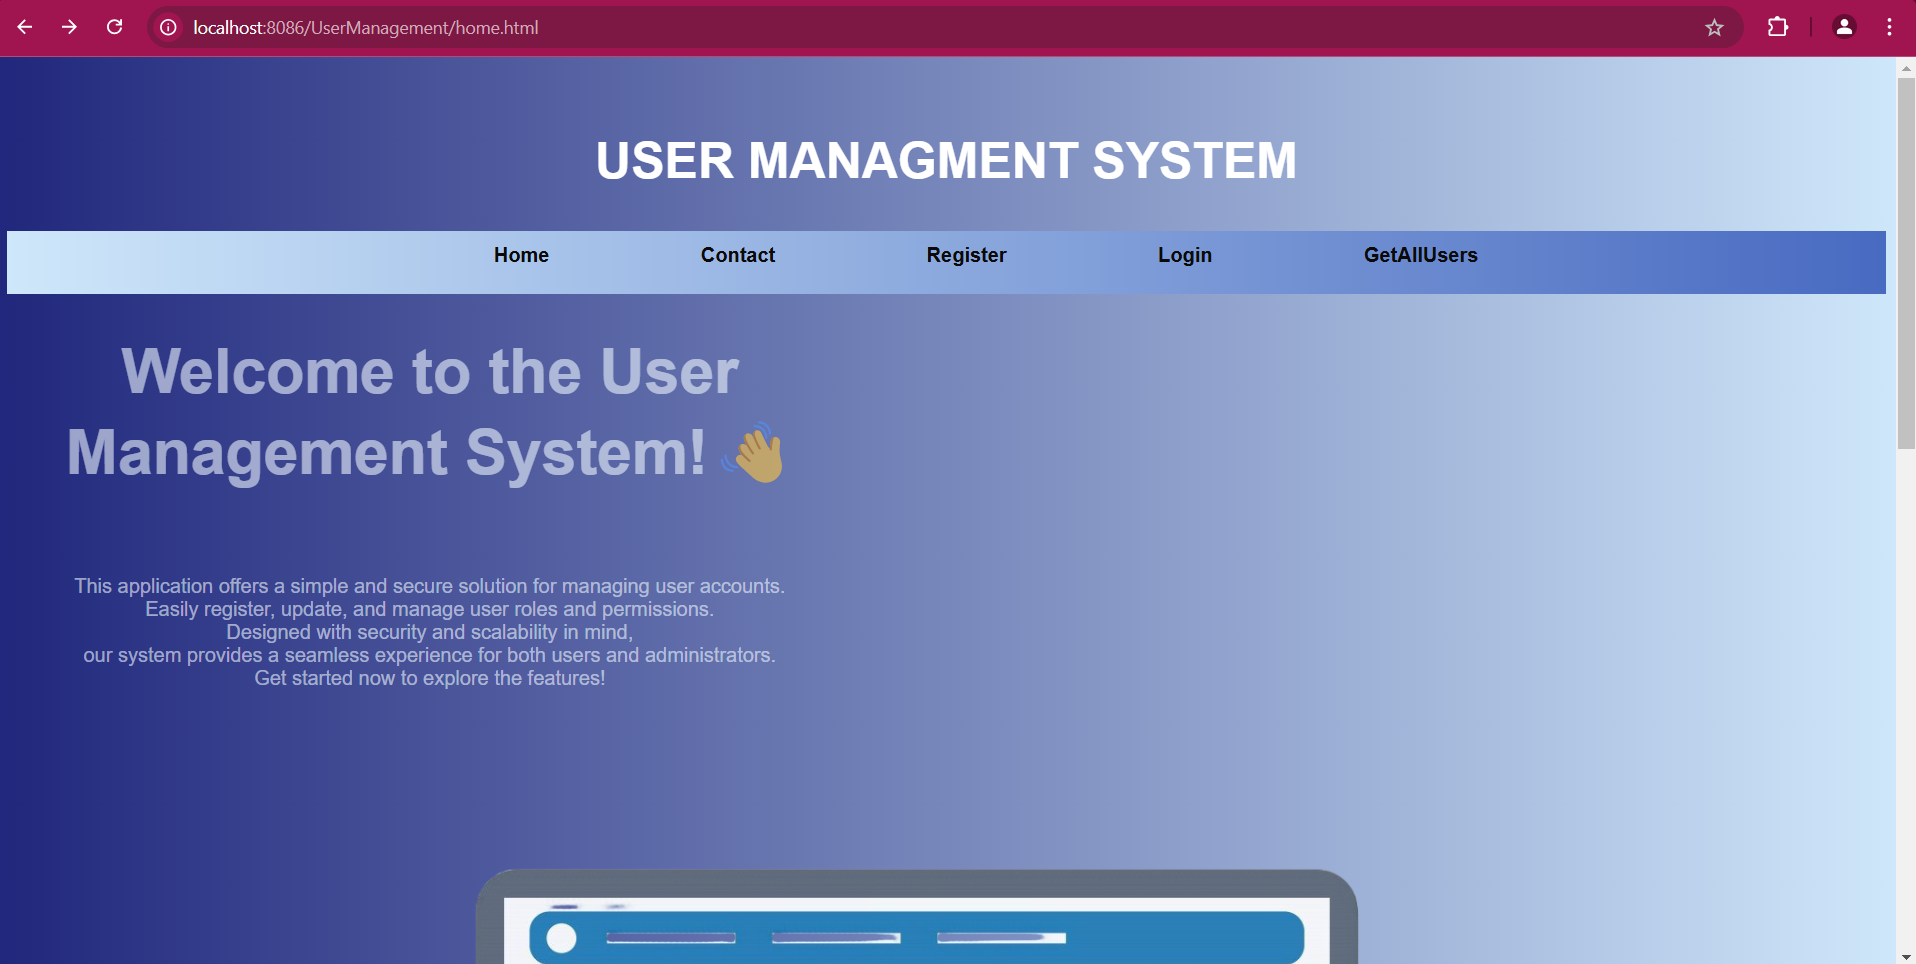 localhost:8086/UserManagement/home.html
USER MANAGMENT SYSTEM
Home Contact Register Login GetAllUsers
Welcome to the User
Management System! 👋
This application offers a simple and secure solution for managing user accounts.
Easily register, update, and manage user roles and permissions.
Designed with security and scalability in mind,
our system provides a seamless experience for both users and administrators.
Get started now to explore the features!